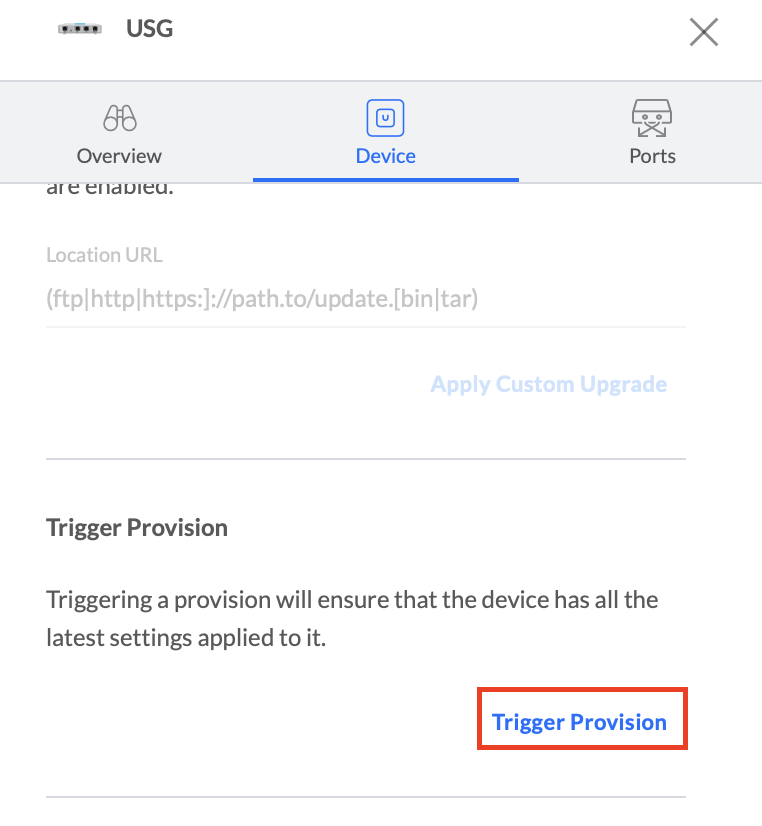 USG
Overview
Device
Ports
are enabled.
Location URL
(ftp|http|https:]://path.to/update.[bin|tar)
Apply Custom Upgrade
Trigger Provision
Triggering a provision will ensure that the device has all the
latest settings applied to it.
Trigger Provision